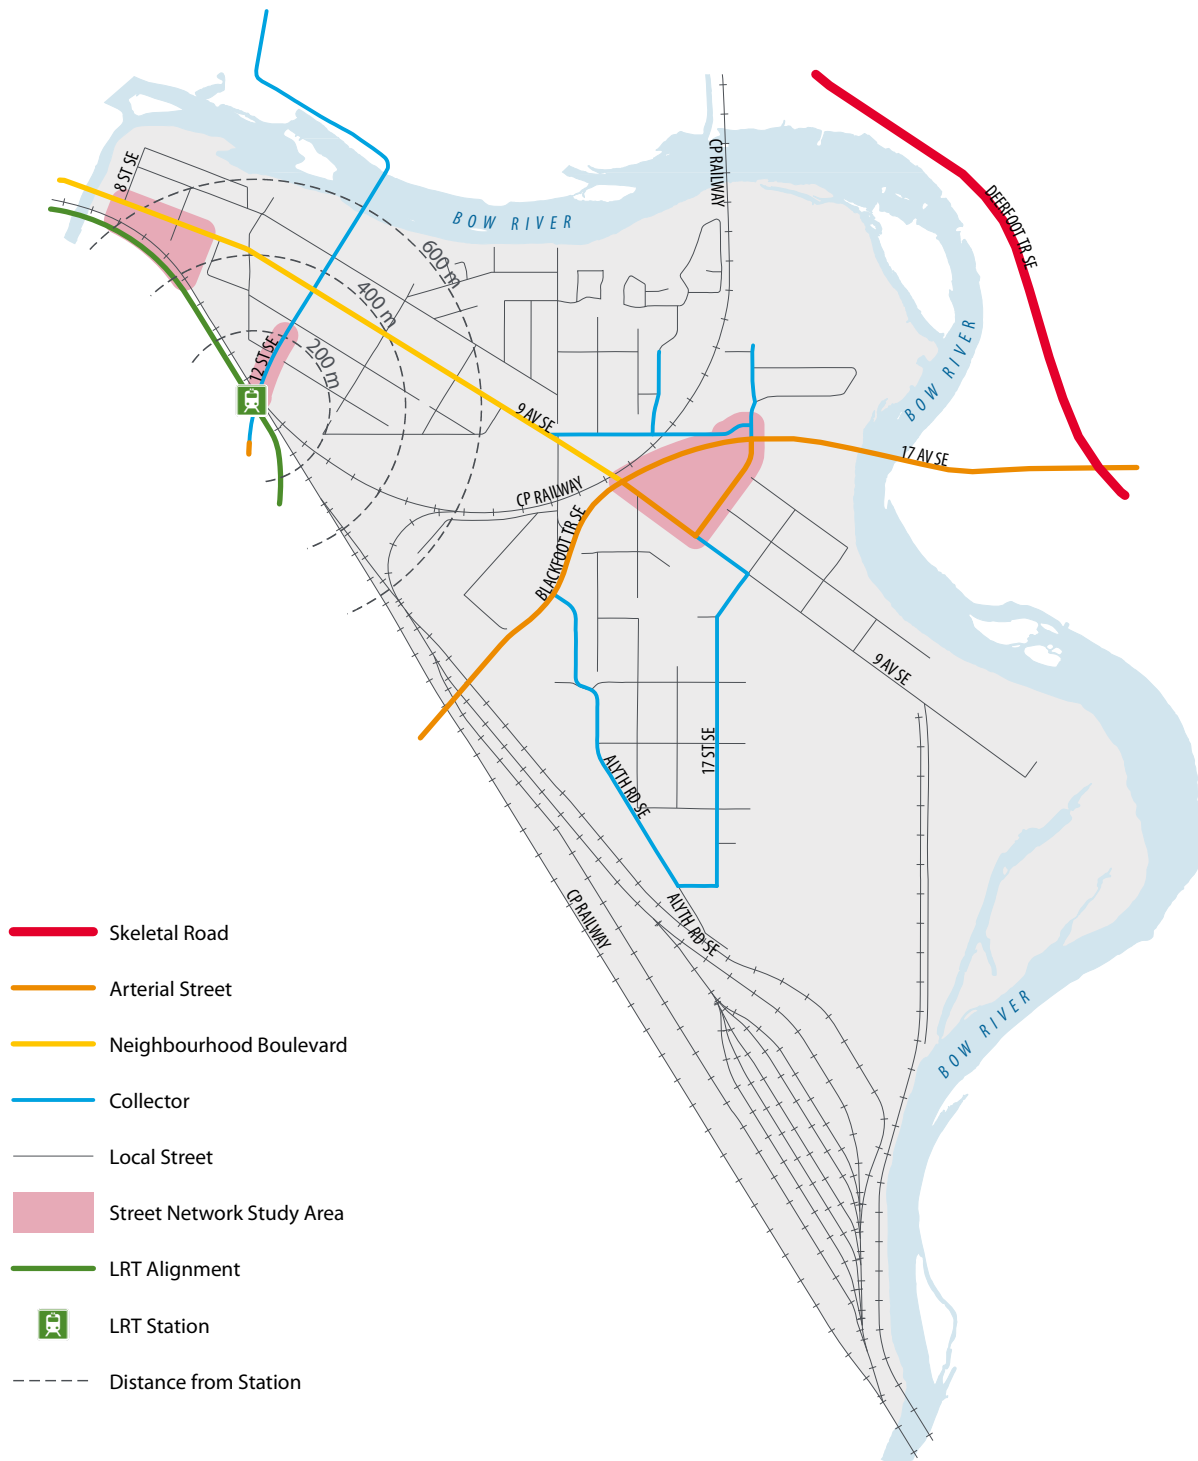 8 ST SE
CP RAILWAY
DEERFOOT TR SE
BOW RIVER
600 m
400 m
200 m
12 ST SE
BOW RIVER
9 AV SE
17 AV SE
CP RAILWAY
BLACKFOOT TR SE
9 AV SE
17 ST SE
ALYTH RD SE
CP RAILWAY
ALYTH RD SE
BOW RIVER
Skeletal Road
Arterial Street
Neighbourhood Boulevard
Collector
Local Street
Street Network Study Area
LRT Alignment
LRT Station
Distance from Station